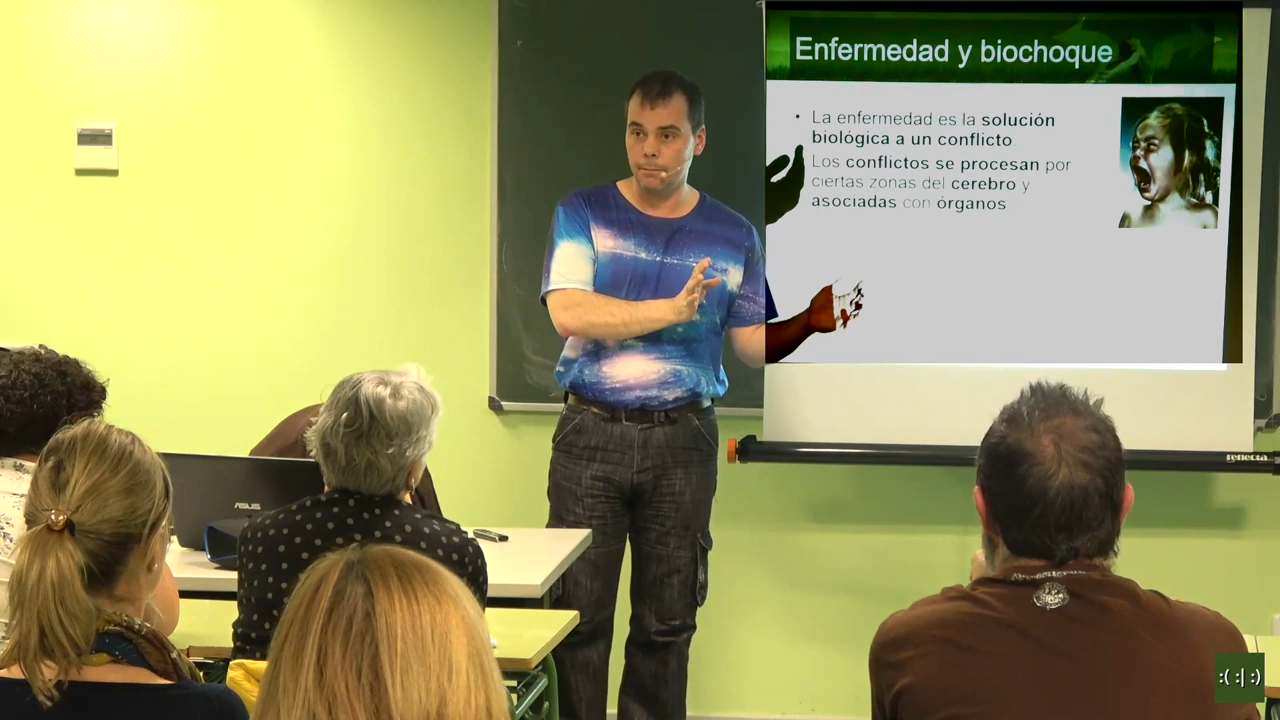 Enfermedad y biochoque
• La enfermedad es la solución
biológica a un conflicto.
Los conflictos se procesan por
ciertas zonas del cerebro y
asociadas con órganos
ASUS
:( :| :)